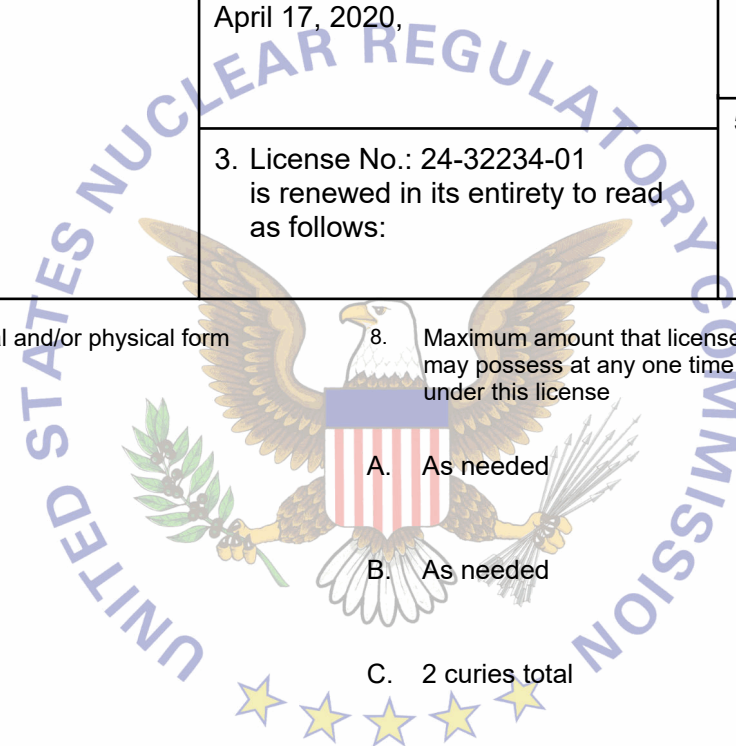 April 17, 2020,
3. License No.: 24-32234-01
is renewed in its entirety to read
as follows:
and/or physical form
8. Maximum amount that
may possess at any one time
under this license
A. As needed
B. As needed
C. 2 curies total
UNITED STATES NUCLEAR REGULATORY COMMISSION